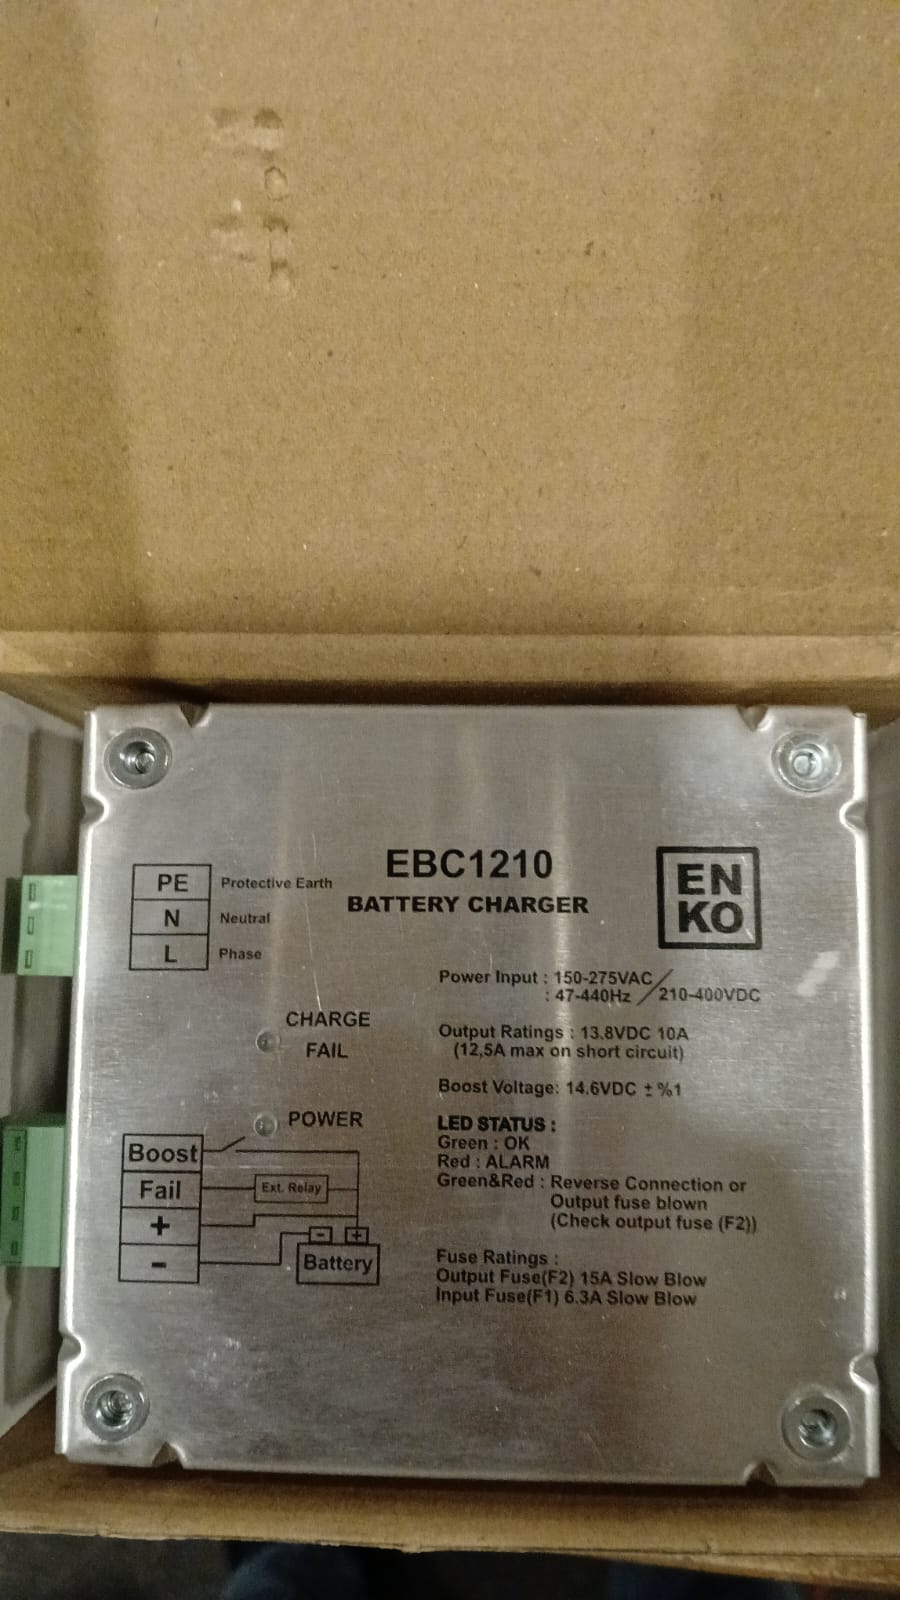 EBC1210
BATTERY CHARGER
EN
KO
PE Protective Earth
N Neutral
L Phase
Power Input : 150-275VAC
: 47-440Hz / 210-400VDC
CHARGE
FAIL
Output Ratings : 13.8VDC 10A
(12,5A max on short circuit)
Boost Voltage: 14.6VDC ± %1
POWER
LED STATUS :
Green : OK
Red : ALARM
Green&Red : Reverse Connection or
Output fuse blown
(Check output fuse (F2))
Boost
Fail
Ext. Relay
+
-
- +
Battery
Fuse Ratings :
Output Fuse(F2) 15A Slow Blow
Input Fuse(F1) 6.3A Slow Blow